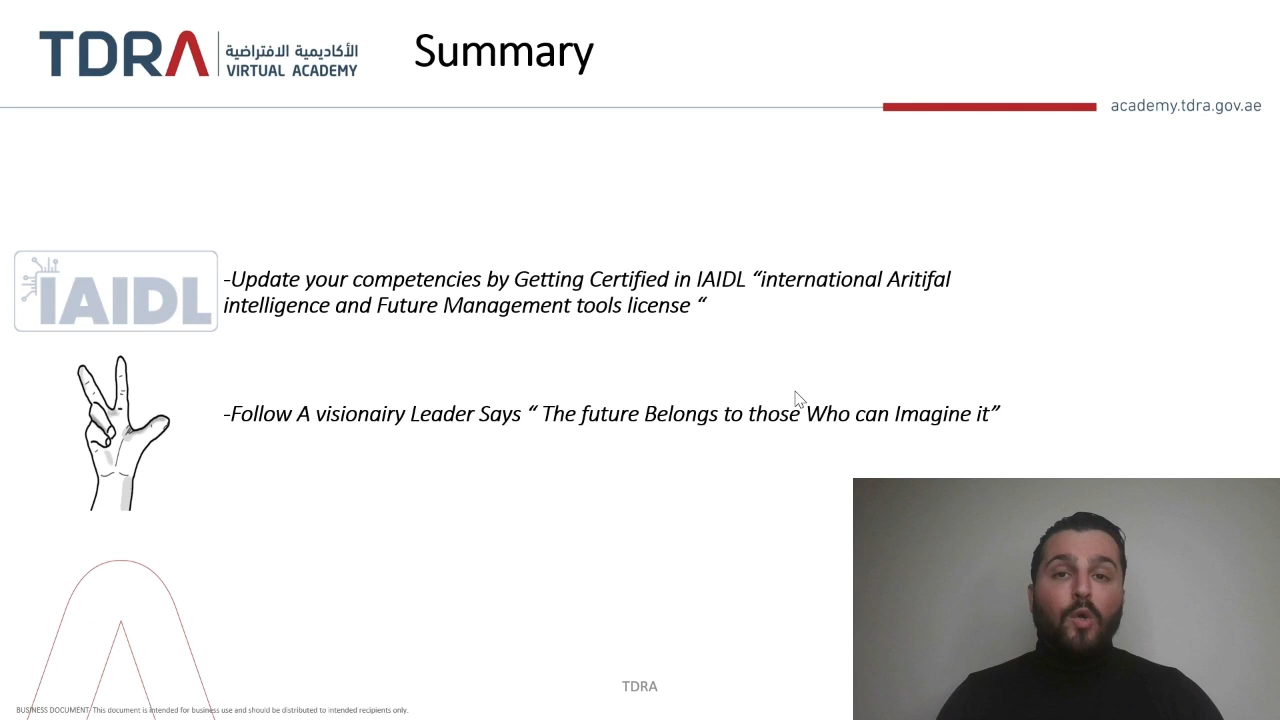 TDRA
الأكاديمية الافتراضية
VIRTUAL ACADEMY
Summary
academy.tdra.gov.ae
IAIDL
-Update your competencies by Getting Certified in IAIDL “international Aritifal
intelligence and Future Management tools license “
-Follow A visionairy Leader Says “ The future Belongs to those Who can Imagine it”
TDRA
BUSINESS DOCUMENT This document is intended for business use and should be distributed to intended recipients only.